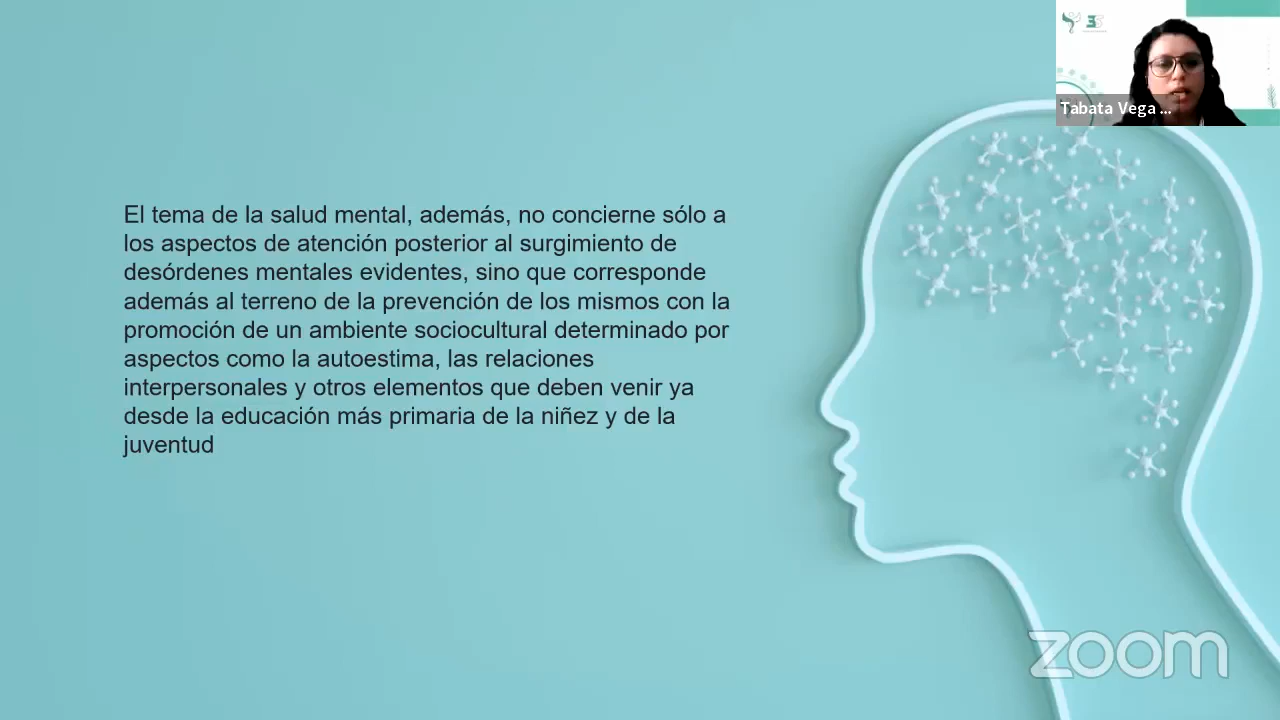 Tabata Vega ...
El tema de la salud mental, además, no concierne sólo a
los aspectos de atención posterior al surgimiento de
desórdenes mentales evidentes, sino que corresponde
además al terreno de la prevención de los mismos con la
promoción de un ambiente sociocultural determinado por
aspectos como la autoestima, las relaciones
interpersonales y otros elementos que deben venir ya
desde la educación más primaria de la niñez y de la
juventud
zoom